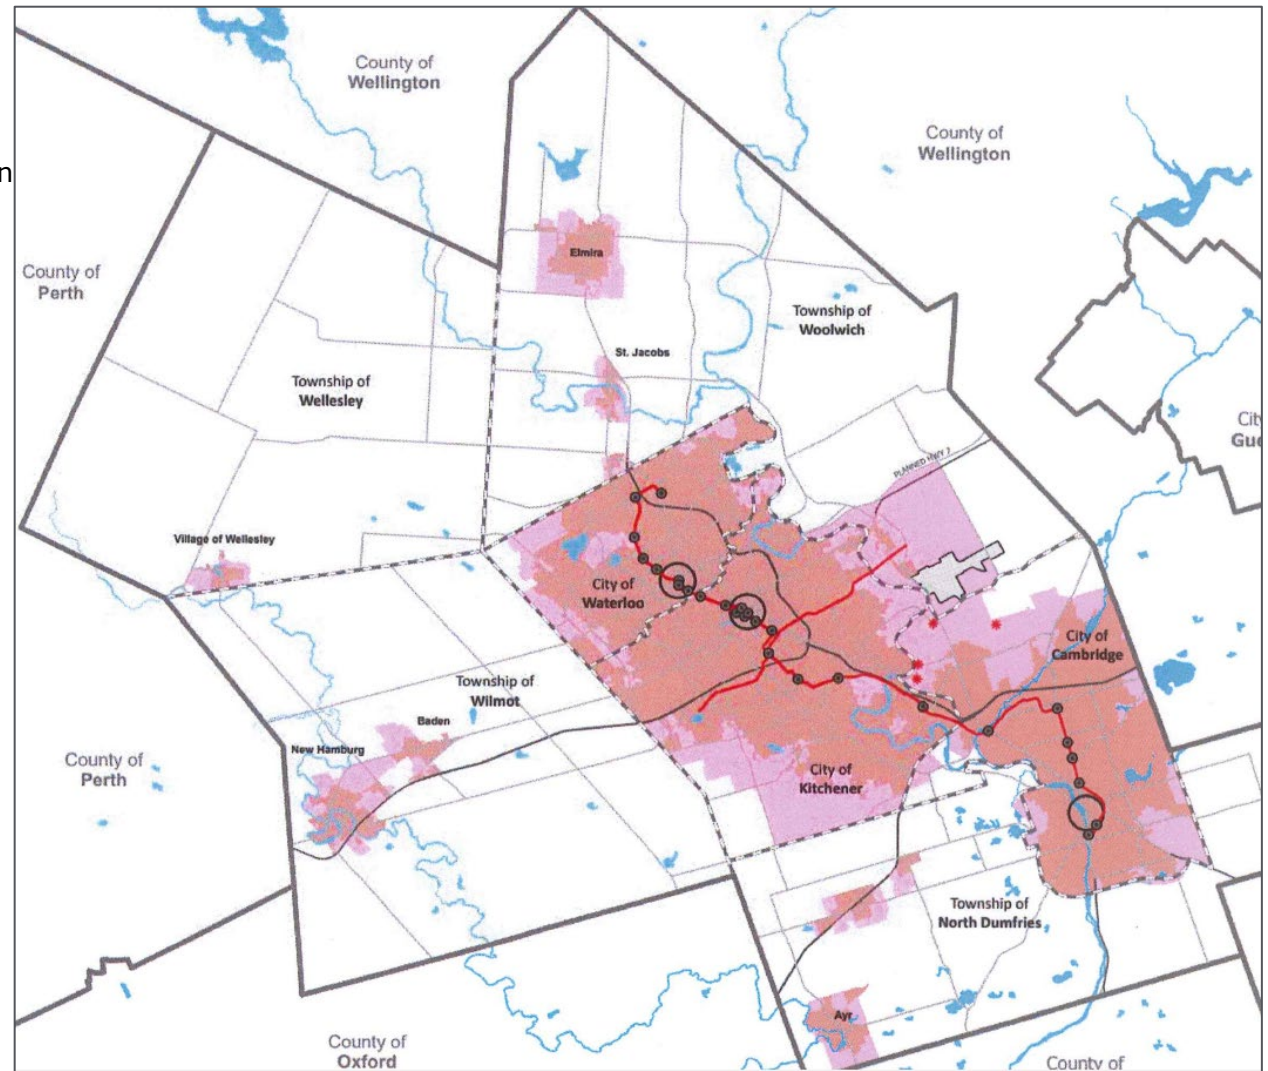 County of
Wellington
County of
Wellington
n
Elmira
County of
Perth
Township of
Woolwich
St. Jacobs
Township of
Wellesley
City
Gue
PLANNED HWY 7
Village of Wellesley
City of
Waterloo
City of
Cambridge
Township of
Wilmot
Baden
New Hamburg
County of
Perth
City of
Kitchener
Township of
North Dumfries
Ayr
County of
Oxford
County of